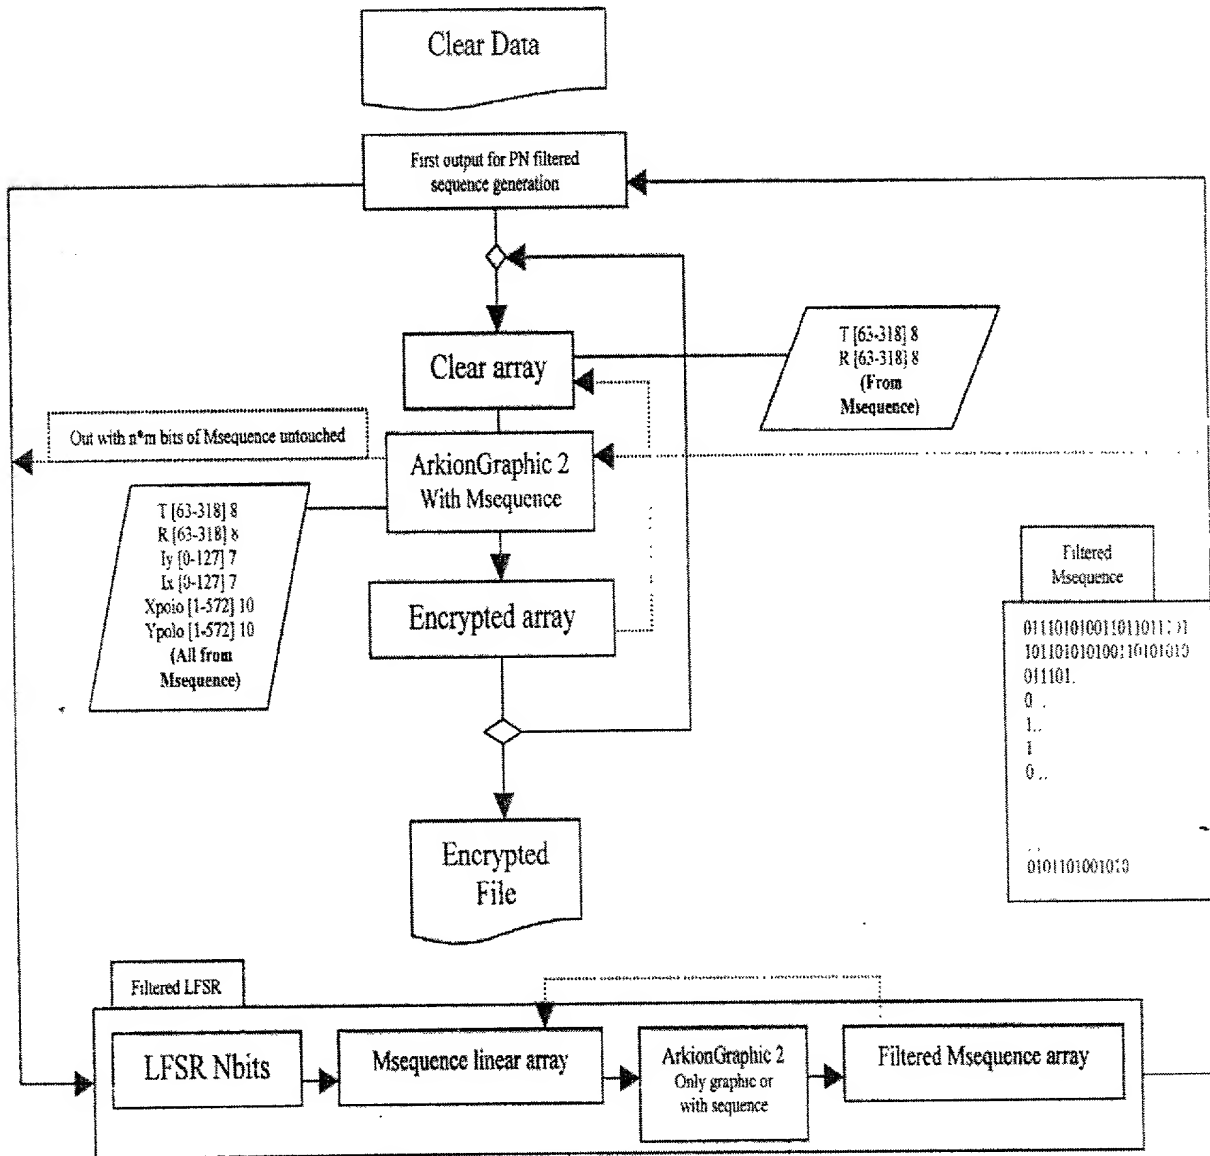 Clear Data
First output for PN filtered
sequence generation
Clear array
T [63-318] 8
R [63-318] 8
(From
Msequence)
Out with n*m bits of Msequence untouched
ArkionGraphic 2
With Msequence
T [63-318] 8
R [63-318] 8
Iy [0-127] 7
Ix [0-127] 7
Xpoio [1-572] 10
Ypolo [1-572] 10
(All from
Msequence)
Encrypted array
Filtered
Msequence
101101010100110101010
011101.
0 ..
1..
1
0 ..
..
0101101001010
Encrypted
File
Filtered LFSR
LFSR Nbits
Msequence linear array
ArkionGraphic 2
Only graphic or
with sequence
Filtered Msequence array